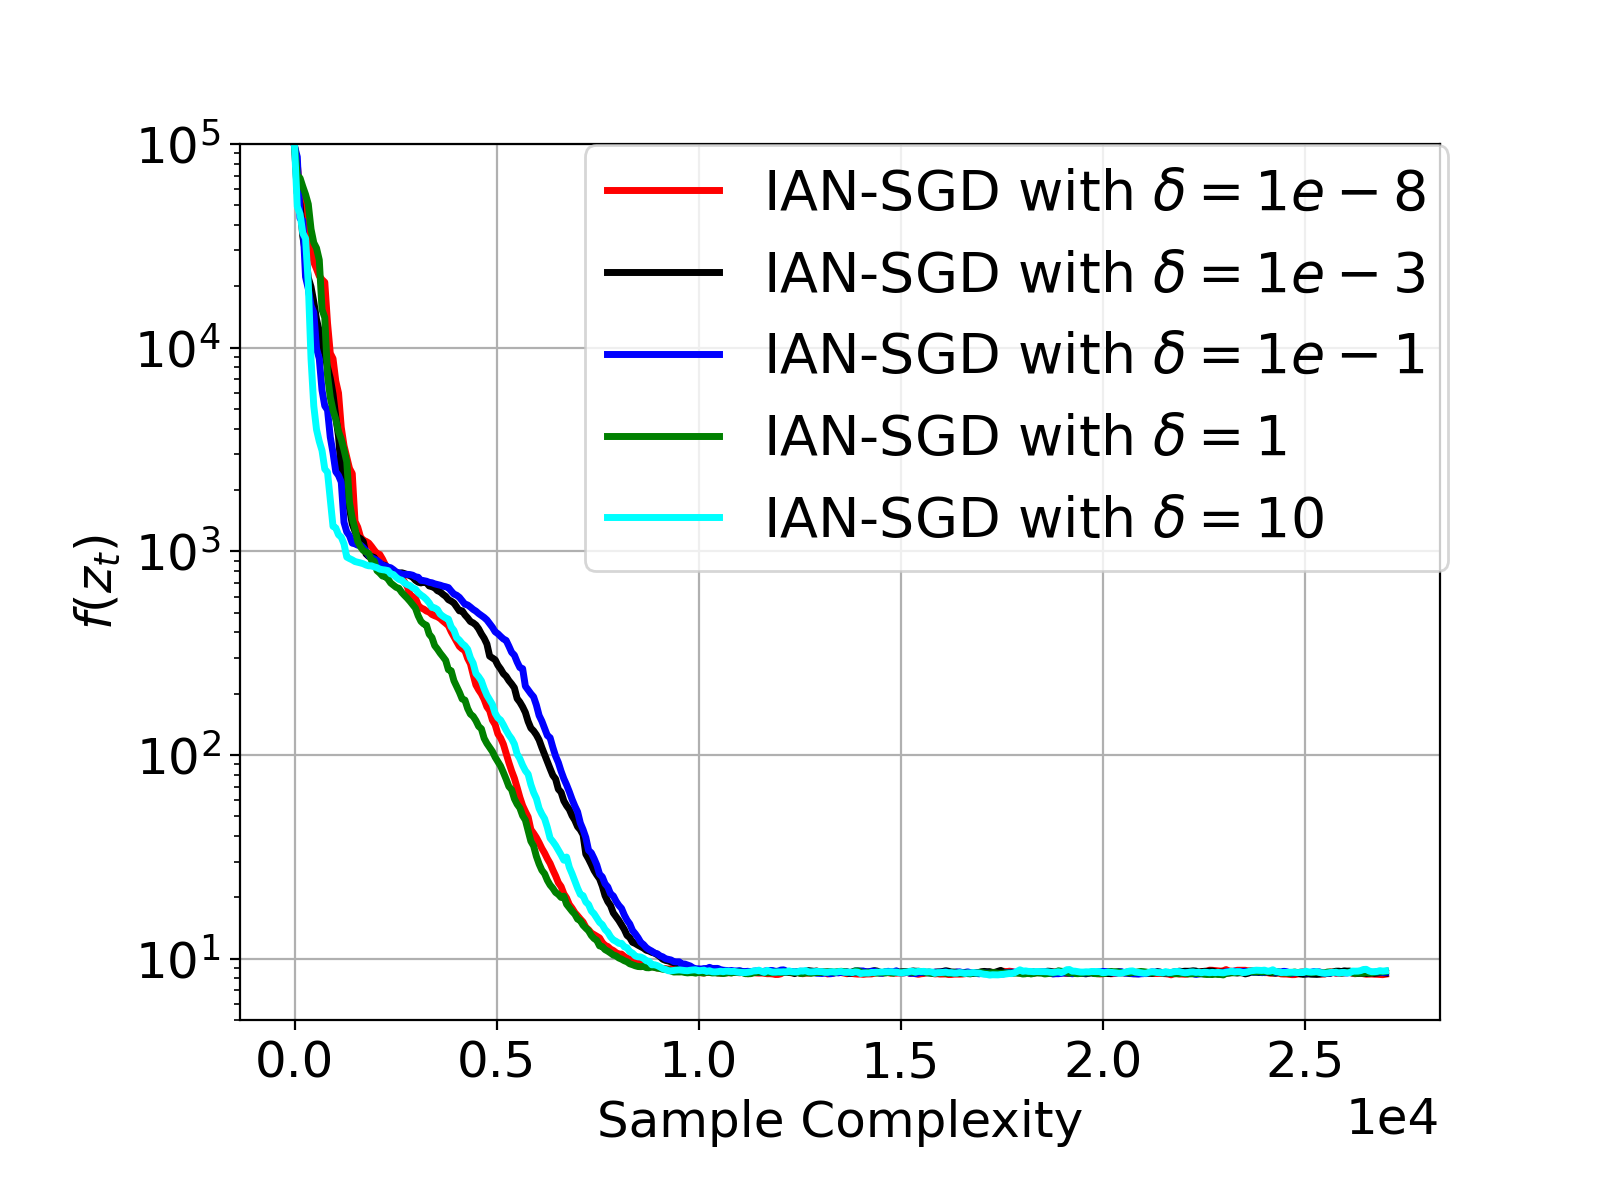 10^5
10^4
10^3
10^2
10^1
f(z_t)
IAN-SGD with δ = 1e − 8
IAN-SGD with δ = 1e − 3
IAN-SGD with δ = 1e − 1
IAN-SGD with δ = 1
IAN-SGD with δ = 10
0.0 0.5 1.0 1.5 2.0 2.5
Sample Complexity
1e4